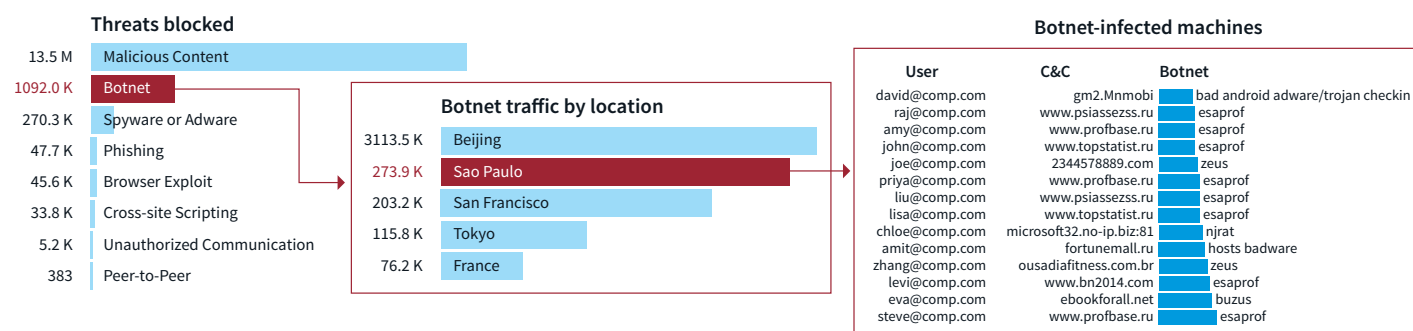 Threats blocked
13.5 M Malicious Content
1092.0 K Botnet
270.3 K Spyware or Adware
47.7 K Phishing
45.6 K Browser Exploit
33.8 K Cross-site Scripting
5.2 K Unauthorized Communication
383 Peer-to-Peer
Botnet traffic by location
3113.5 K Beijing
273.9 K Sao Paulo
203.2 K San Francisco
115.8 K Tokyo
76.2 K France
Botnet-infected machines
User C&C Botnet
david@comp.com gm2.Mnmobi bad android adware/trojan checkin
raj@comp.com www.psiassezss.ru esaprof
amy@comp.com www.profbase.ru esaprof
john@comp.com www.topstatist.ru esaprof
joe@comp.com 2344578889.com zeus
priya@comp.com www.profbase.ru esaprof
liu@comp.com www.psiassezss.ru esaprof
lisa@comp.com www.topstatist.ru esaprof
chloe@comp.com microsoft32.no-ip.biz:81 njrat
amit@comp.com fortunemall.ru hosts badware
zhang@comp.com ousadiafitness.com.br zeus
levi@comp.com www.bn2014.com esaprof
eva@comp.com ebookforall.net buzus
steve@comp.com www.profbase.ru esaprof